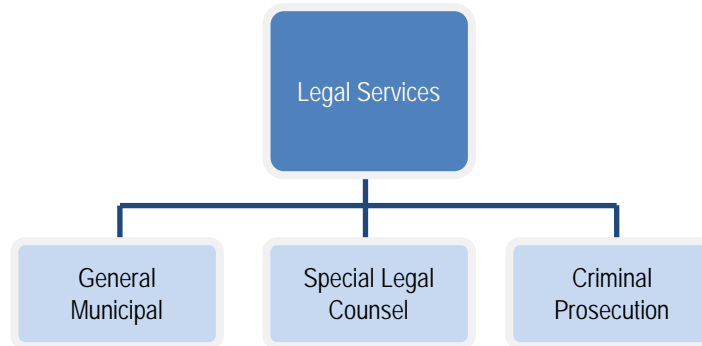 Legal Services
General
Municipal
Special Legal
Counsel
Criminal
Prosecution